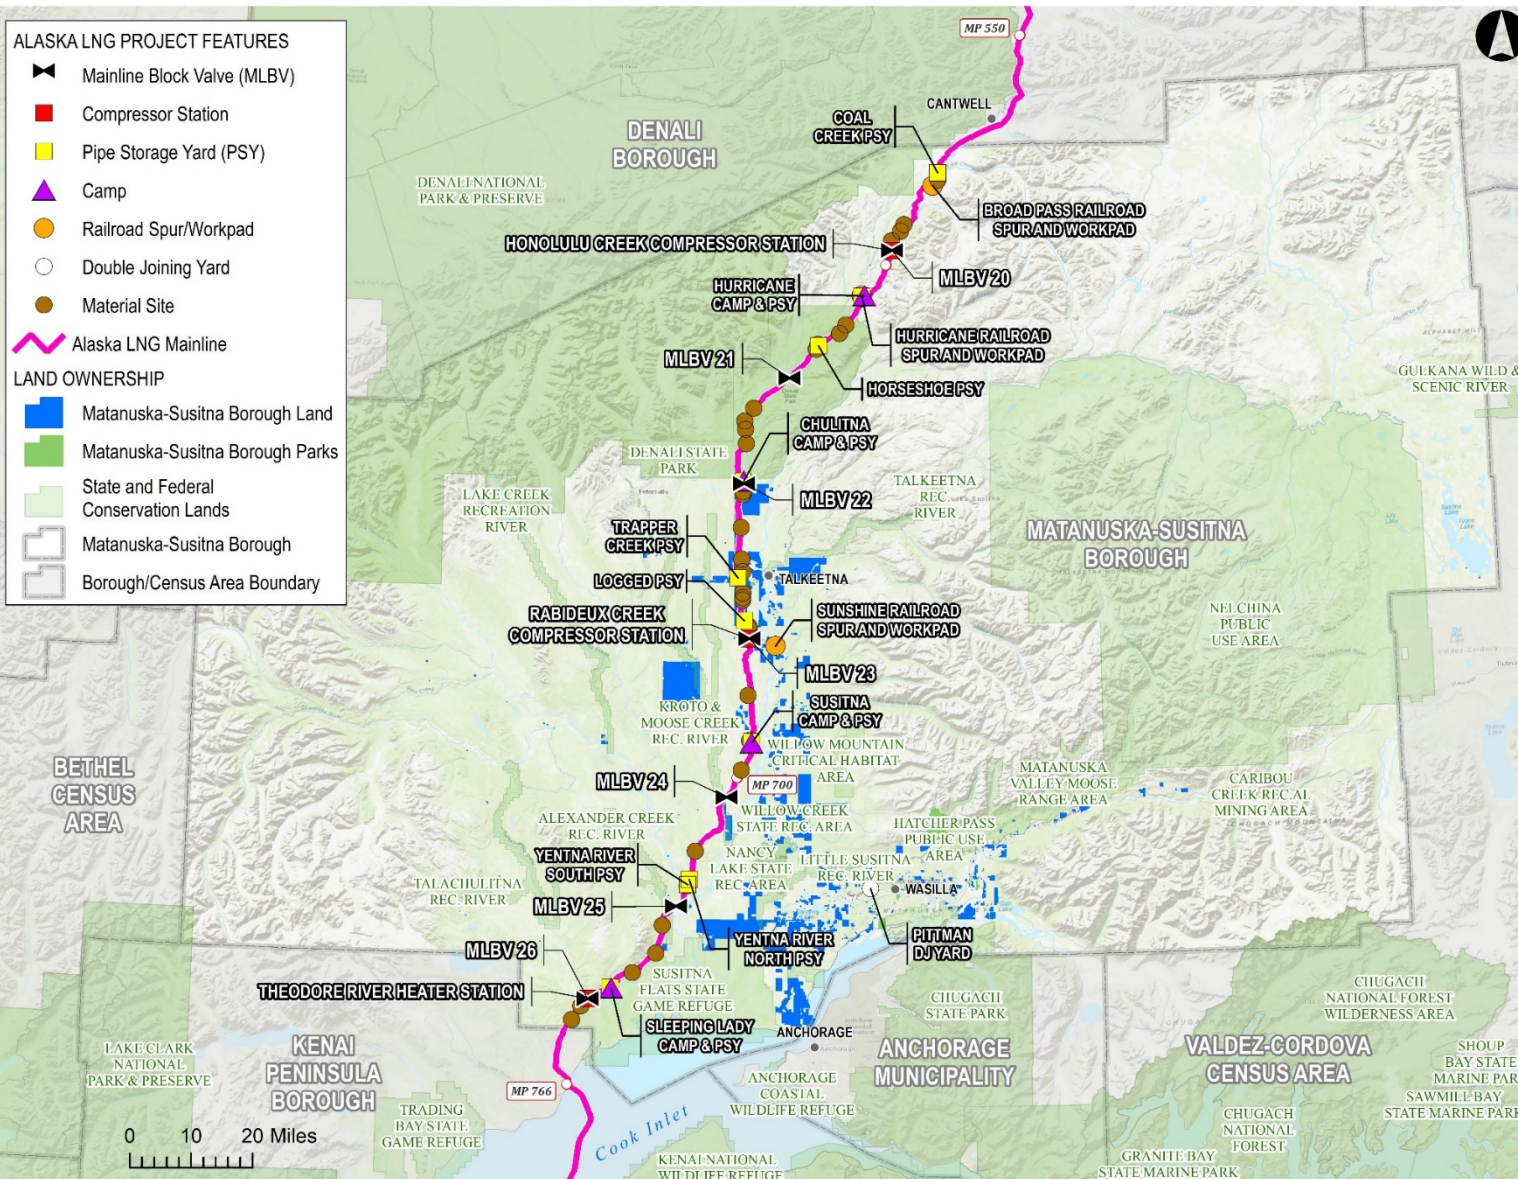 ALASKA LNG PROJECT FEATURES
Mainline Block Valve (MLBV)
Compressor Station
Pipe Storage Yard (PSY)
Camp
Railroad Spur/Workpad
Double Joining Yard
Material Site
Alaska LNG Mainline
LAND OWNERSHIP
Matanuska-Susitna Borough Land
Matanuska-Susitna Borough Parks
State and Federal
Conservation Lands
Matanuska-Susitna Borough
Borough/Census Area Boundary
MP 550
CANTWELL
COAL
CREEK PSY
DENALI
BOROUGH
DENALI NATIONAL
PARK & PRESERVE
BROAD PASS RAILROAD
SPUR AND WORKPAD
HONOLULU CREEK COMPRESSOR STATION
MLBV 20
HURRICANE
CAMP & PSY
HURRICANE RAILROAD
SPUR AND WORKPAD
MLBV 21
HORSESHOE PSY
GULKANA WILD &
SCENIC RIVER
CHULITNA
CAMP & PSY
DENALI STATE
PARK
MLBV 22
TALKEETNA
REC.
RIVER
LAKE CREEK
RECREATION
RIVER
TRAPPER
CREEK PSY
MATANUSKA-SUSITNA
BOROUGH
LOGGED PSY
TALKEETNA
RABIDEUX CREEK
COMPRESSOR STATION
SUNSHINE RAILROAD
SPUR AND WORKPAD
NELCHINA
PUBLIC
USE AREA
MLBV 23
KROTO &
MOOSE CREEK
REC. RIVER
SUSITNA
CAMP & PSY
WILLOW MOUNTAIN
CRITICAL HABITAT
AREA
BETHEL
CENSUS
AREA
MLBV 24
MP 700
MATANUSKA
VALLEY MOOSE
RANGE AREA
CARIBOU
CREEK REC.AL
MINING AREA
WILLOW CREEK
STATE REC. AREA
ALEXANDER CREEK
REC. RIVER
HATCHER PASS
PUBLIC USE
AREA
YENTNA RIVER
SOUTH PSY
NANCY
LAKE STATE
REC. AREA
LITTLE SUSITNA
REC. RIVER
TALACHULITNA
REC. RIVER
WASILLA
MLBV 25
YENTNA RIVER
NORTH PSY
PITTMAN
DJ YARD
MLBV 26
THEODORE RIVER HEATER STATION
SUSITNA
FLATS STATE
GAME REFUGE
SLEEPING LADY
CAMP & PSY
CHUGACH
STATE PARK
CHUGACH
NATIONAL FOREST
WILDERNESS AREA
ANCHORAGE
Anchorage
ANCHORAGE
MUNICIPALITY
VALDEZ-CORDOVA
CENSUS AREA
LAKE CLARK
NATIONAL
PARK & PRESERVE
KENAI
PENINSULA
BOROUGH
MP 766
ANCHORAGE
COASTAL
WILDLIFE REFUGE
SHOUP
BAY STATE
MARINE PAR
SAWMILL BAY
STATE MARINE PARK
TRADING
BAY STATE
GAME REFUGE
CHUGACH
NATIONAL
FOREST
Cook Inlet
0 10 20 Miles
KENAI NATIONAL
WILDLIFE REFUGE
GRANITE BAY
STATE MARINE PARK